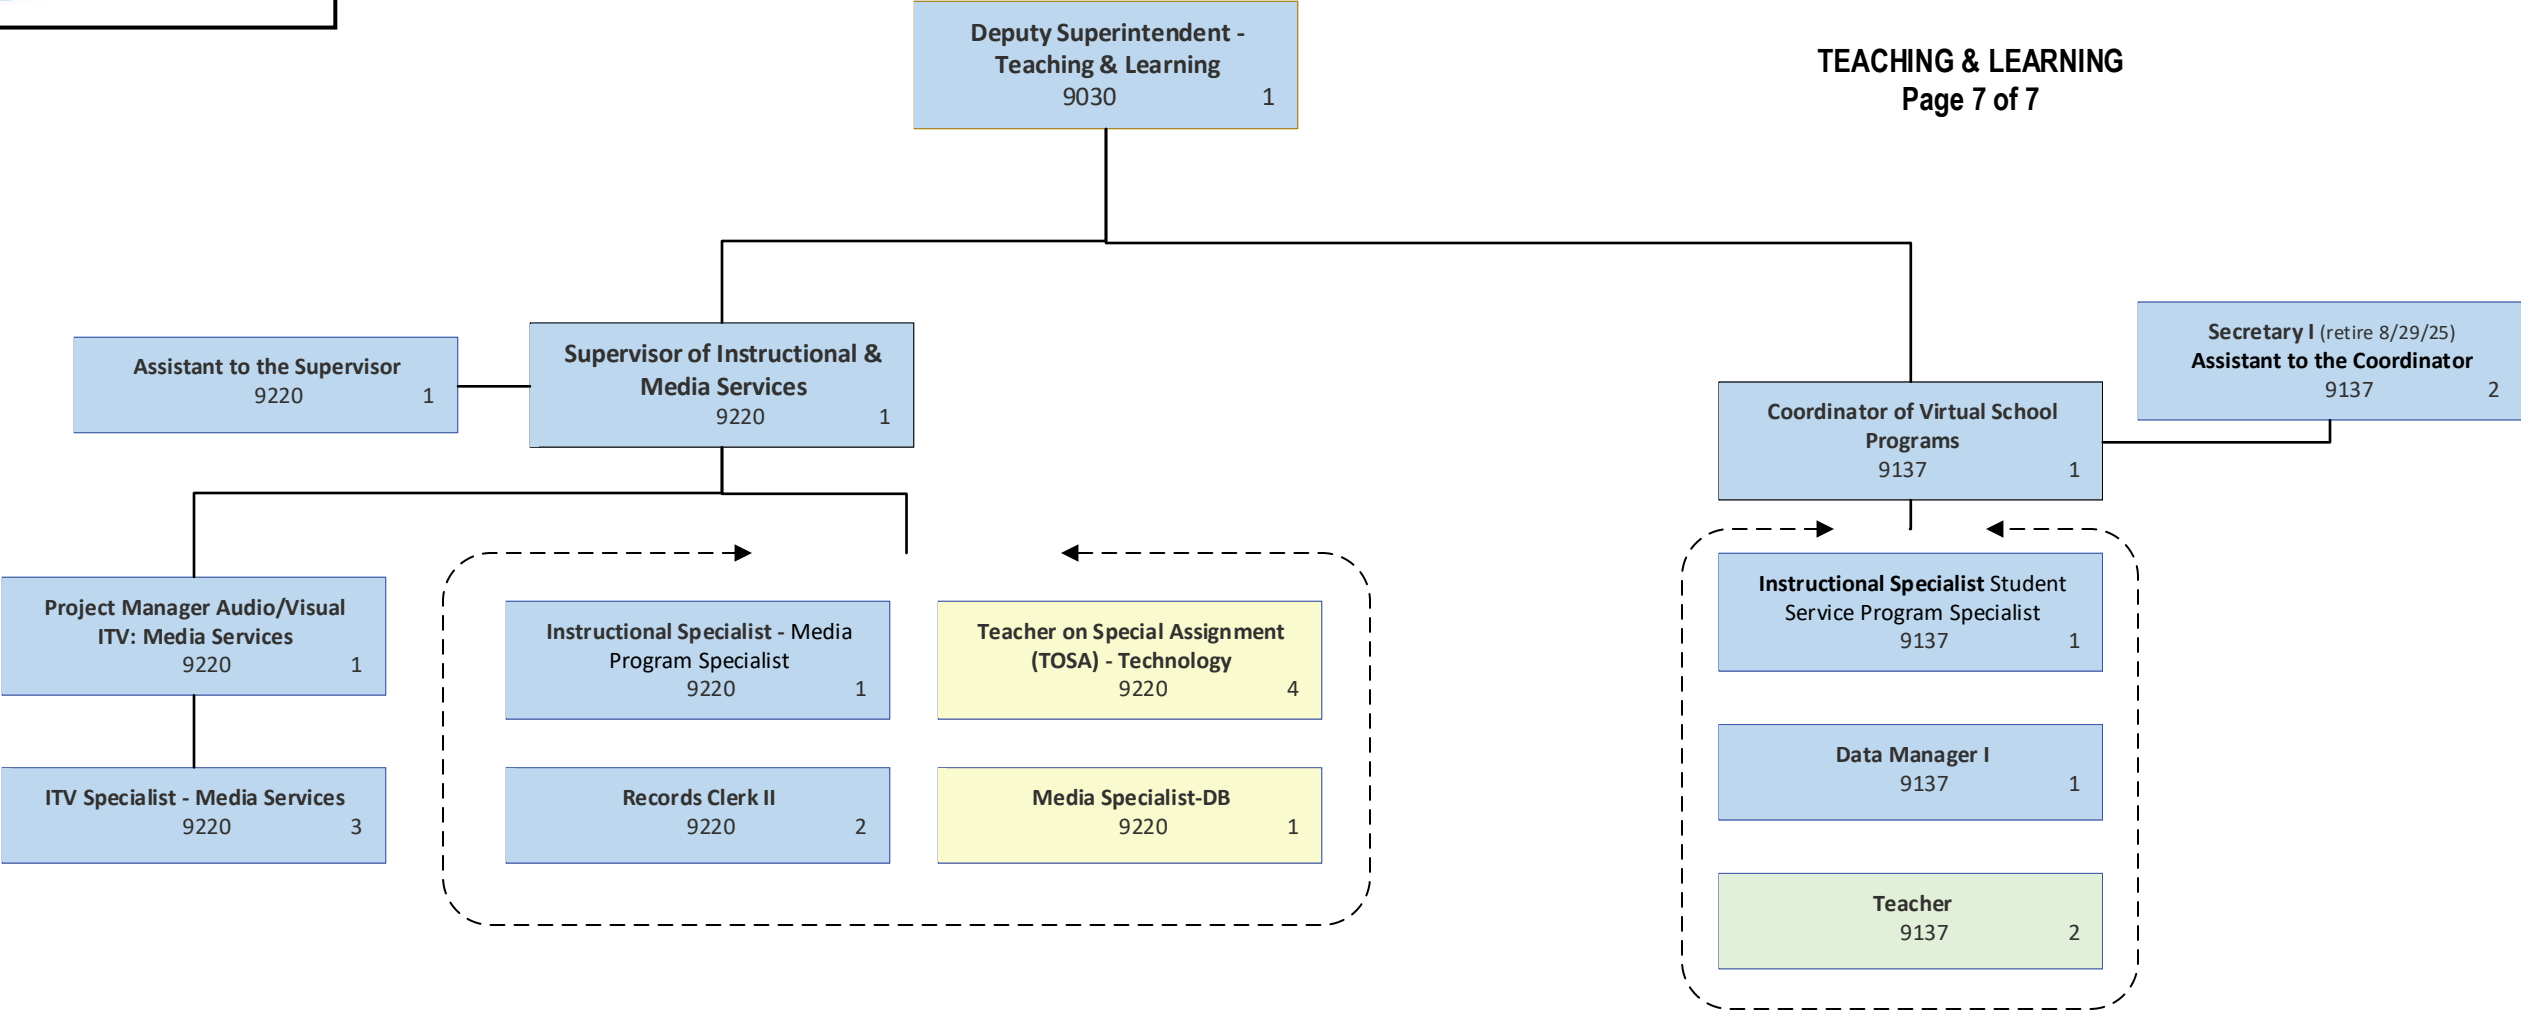 Deputy Superintendent -
Teaching & Learning
9030 1
TEACHING & LEARNING
Page 7 of 7
Assistant to the Supervisor
9220 1
Supervisor of Instructional &
Media Services
9220 1
Coordinator of Virtual School
Programs
9137 1
Secretary I (retire 8/29/25)
Assistant to the Coordinator
9137 2
Project Manager Audio/Visual
ITV: Media Services
9220 1
ITV Specialist - Media Services
9220 3
Instructional Specialist - Media
Program Specialist
9220 1
Teacher on Special Assignment
(TOSA) - Technology
9220 4
Records Clerk II
9220 2
Media Specialist-DB
9220 1
Instructional Specialist Student
Service Program Specialist
9137 1
Data Manager I
9137 1
Teacher
9137 2